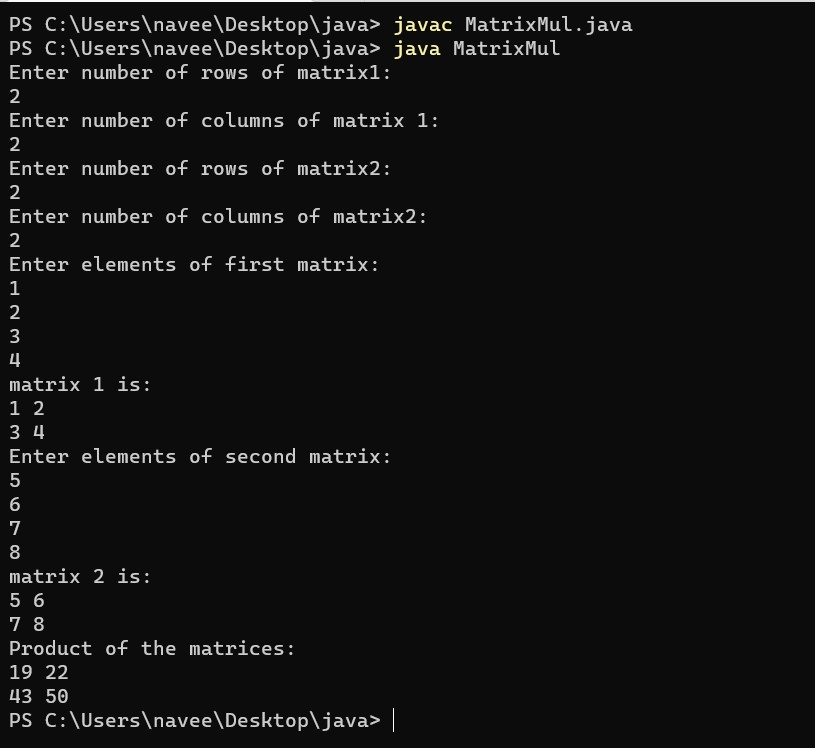 PS C:\Users\navee\Desktop\java> javac MatrixMul.java
PS C:\Users\navee\Desktop\java> java MatrixMul
Enter number of rows of matrix1:
2
Enter number of columns of matrix 1:
2
Enter number of rows of matrix2:
2
Enter number of columns of matrix2:
2
Enter elements of first matrix:
1
2
3
4
matrix 1 is:
1 2
3 4
Enter elements of second matrix:
5
6
7
8
matrix 2 is:
5 6
7 8
Product of the matrices:
19 22
43 50
PS C:\Users\navee\Desktop\java>